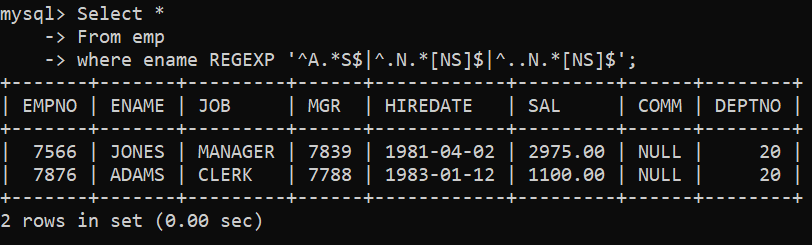 mysql> Select *
    -> From emp
    -> where ename REGEXP '^A.*S$|^.N.*[NS]$|^..N.*[NS]$';
+-------+-------+---------+------+------------+---------+------+--------+
| EMPNO | ENAME | JOB     | MGR  | HIREDATE   | SAL     | COMM | DEPTNO |
+-------+-------+---------+------+------------+---------+------+--------+
|  7566 | JONES | MANAGER | 7839 | 1981-04-02 | 2975.00 | NULL |     20 |
|  7876 | ADAMS | CLERK   | 7788 | 1983-01-12 | 1100.00 | NULL |     20 |
+-------+-------+---------+------+------------+---------+------+--------+
2 rows in set (0.00 sec)